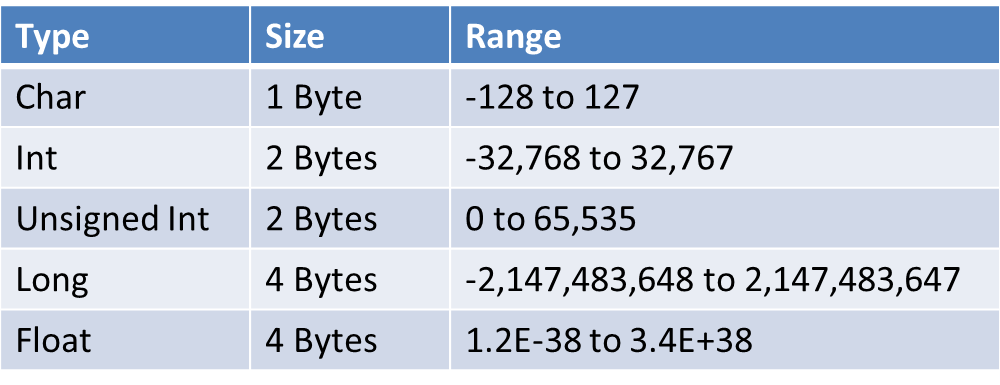 Type Size Range
Char 1 Byte -128 to 127
Int 2 Bytes -32,768 to 32,767
Unsigned Int 2 Bytes 0 to 65,535
Long 4 Bytes -2,147,483,648 to 2,147,483,647
Float 4 Bytes 1.2E-38 to 3.4E+38